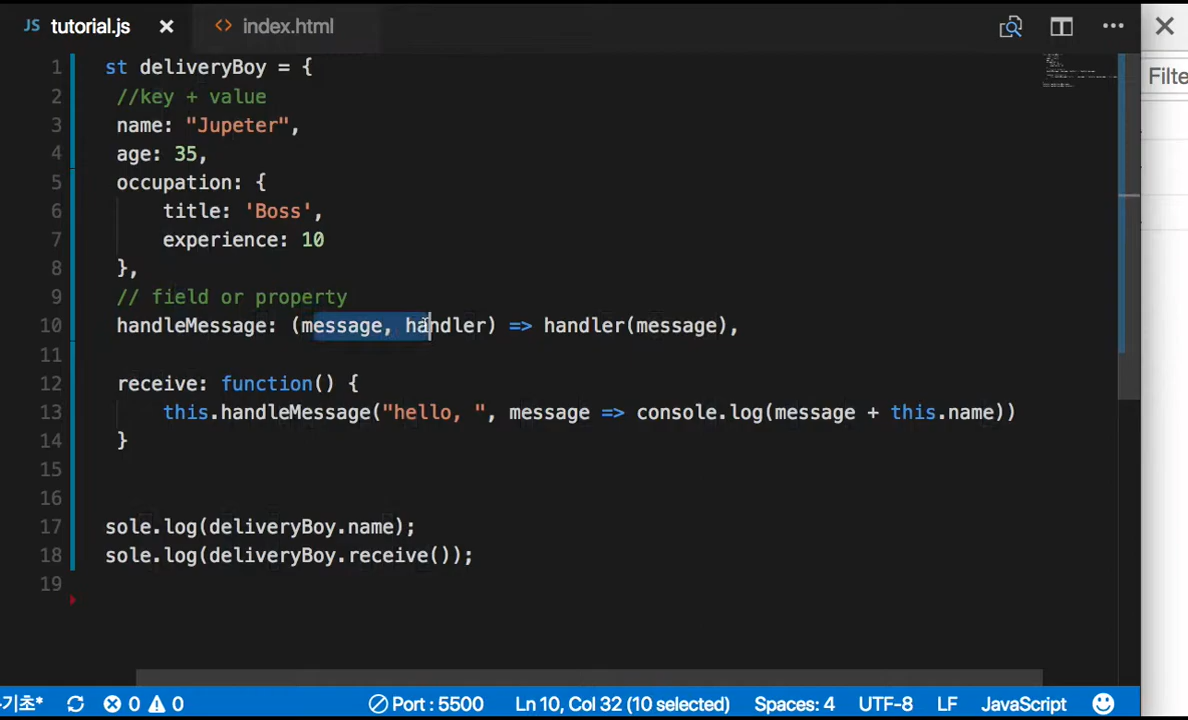 JS tutorial.js × <> index.html ...
Filte
1 st deliveryBoy = {
2 //key + value
3 name: "Jupeter",
4 age: 35,
5 occupation: {
6 title: 'Boss',
7 experience: 10
8 },
9 // field or property
10 handleMessage: (message, handler) => handler(message),
11
12 receive: function() {
13 this.handleMessage("hello, ", message => console.log(message + this.name))
14 }
15
16
17 sole.log(deliveryBoy.name);
18 sole.log(deliveryBoy.receive());
19
-기초* 0 0 Port : 5500 Ln 10, Col 32 (10 selected) Spaces: 4 UTF-8 LF JavaScript